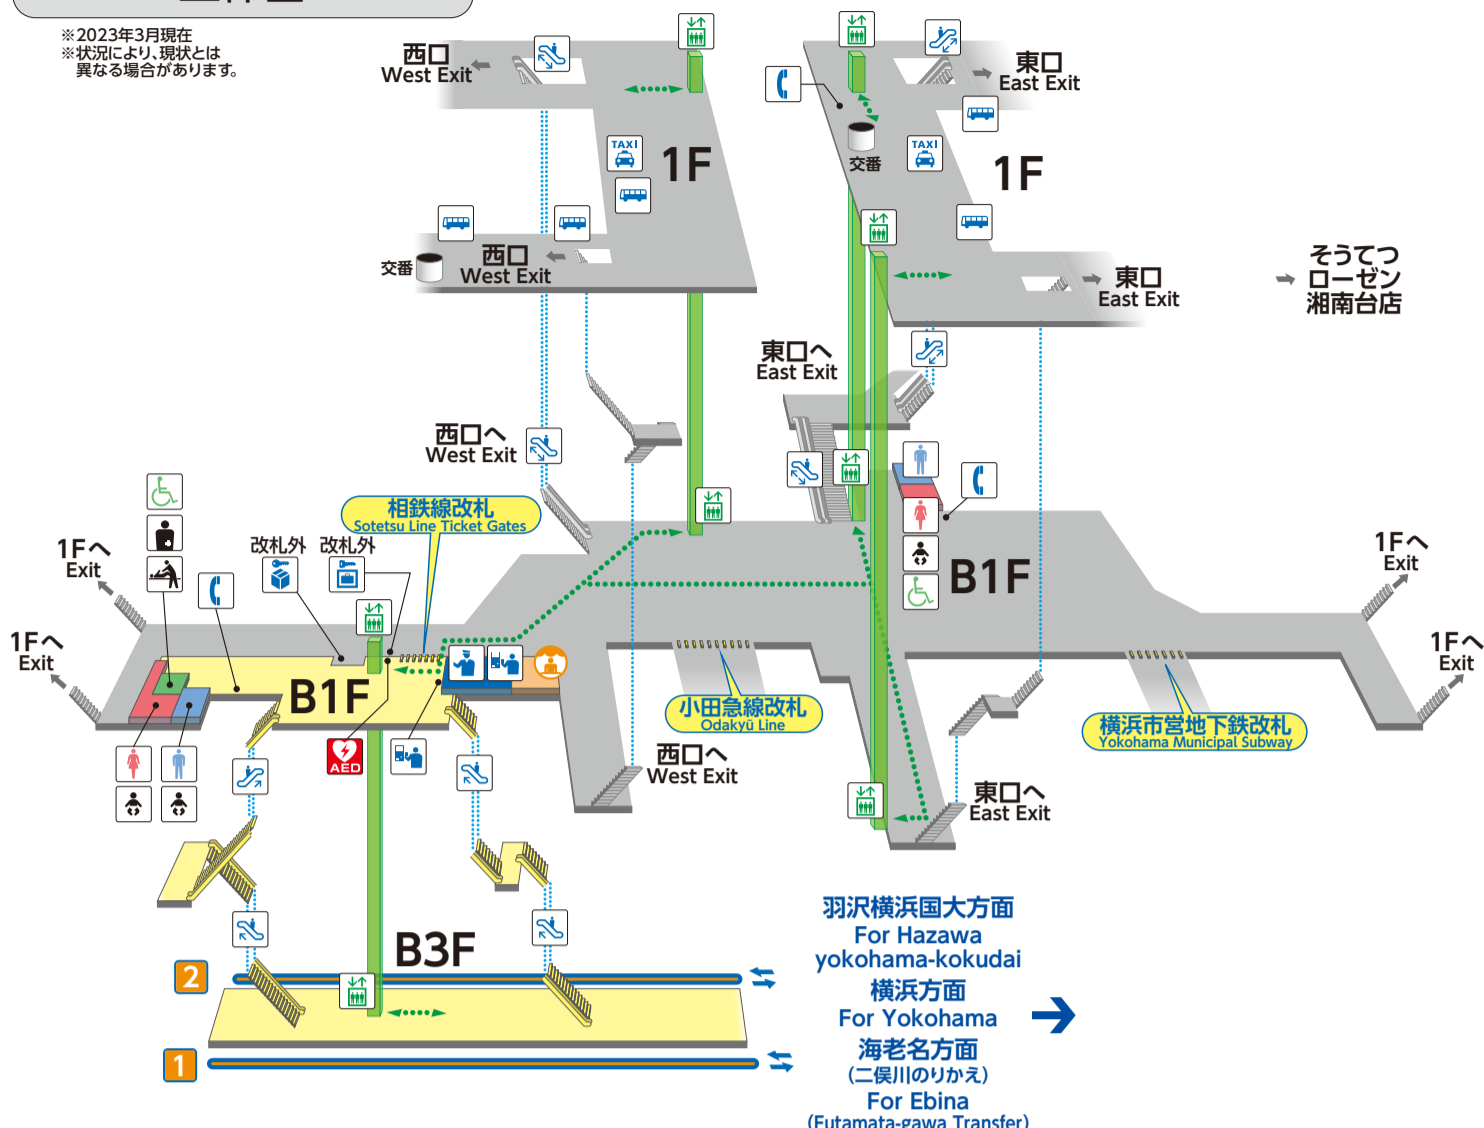 ※2023年3月現在
※状況により、現状とは
異なる場合があります。
西口
West Exit
東口
East Exit
TAXI
1F
交番
TAXI
1F
交番
西口
West Exit
東口
East Exit
そうてつ
ローゼン
湘南台店
東口へ
East Exit
西口へ
West Exit
相鉄線改札
Sotetsu Line Ticket Gates
改札外
改札外
1Fへ
Exit
B1F
1Fへ
Exit
1Fへ
Exit
1Fへ
Exit
B1F
小田急線改札
Odakyū Line
横浜市営地下鉄改札
Yokohama Municipal Subway
AED
西口へ
West Exit
東口へ
East Exit
B3F
2
1
羽沢横浜国大方面
For Hazawa
yokohama-kokudai
横浜方面
For Yokohama
海老名方面
(二俣川のりかえ)
For Ebina
(Futamata-gawa Transfer)